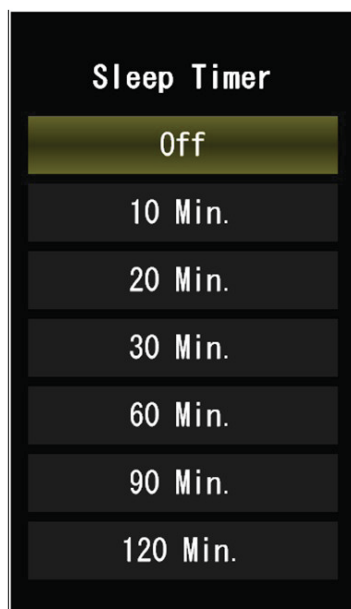 Sleep Timer
Off
10 Min.
20 Min.
30 Min.
60 Min.
90 Min.
120 Min.